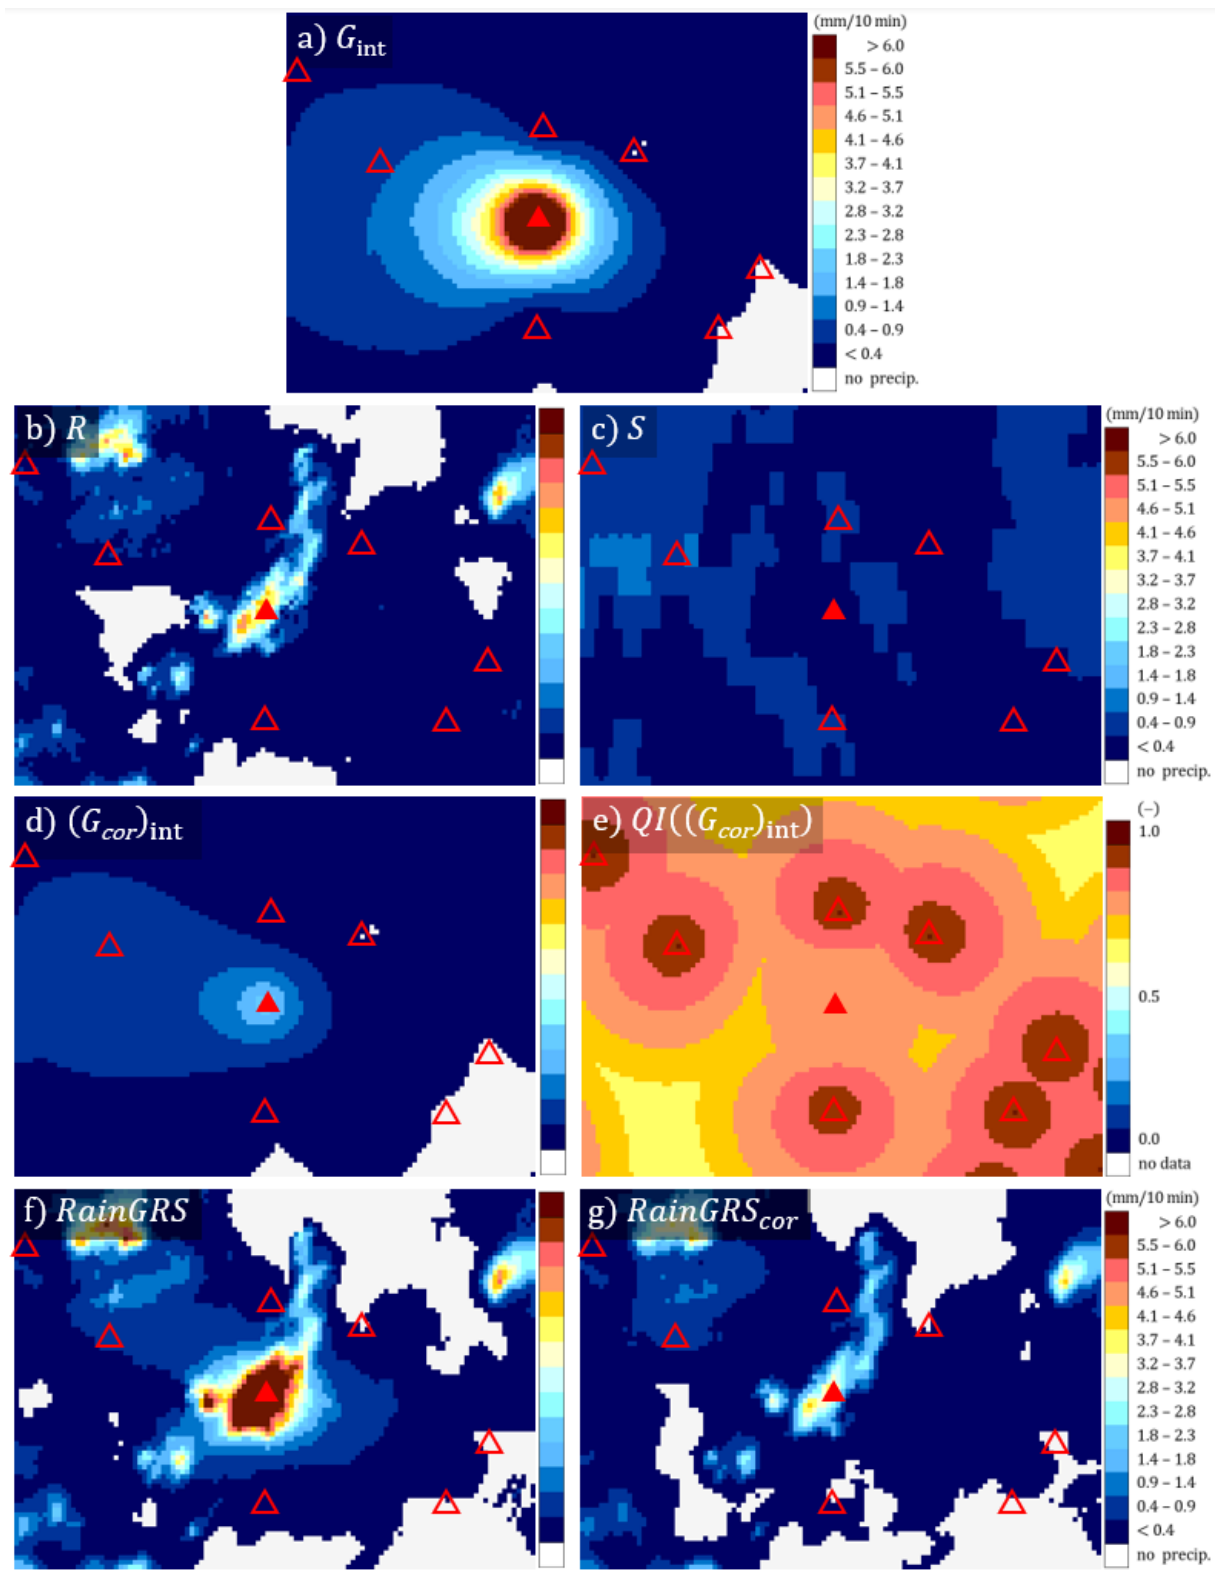 a) G_int
(mm/10 min)
> 6.0
5.5 – 6.0
5.1 – 5.5
4.6 – 5.1
4.1 – 4.6
3.7 – 4.1
3.2 – 3.7
2.8 – 3.2
2.3 – 2.8
1.8 – 2.3
1.4 – 1.8
0.9 – 1.4
0.4 – 0.9
< 0.4
no precip.
b) R
c) S
(mm/10 min)
> 6.0
5.5 – 6.0
5.1 – 5.5
4.6 – 5.1
4.1 – 4.6
3.7 – 4.1
3.2 – 3.7
2.8 – 3.2
2.3 – 2.8
1.8 – 2.3
1.4 – 1.8
0.9 – 1.4
0.4 – 0.9
< 0.4
no precip.
d) (G_cor)_int
e) QI((G_cor)_int)
(–)
1.0
0.5
0.0
no data
f) RainGRS
g) RainGRS_cor
(mm/10 min)
> 6.0
5.5 – 6.0
5.1 – 5.5
4.6 – 5.1
4.1 – 4.6
3.7 – 4.1
3.2 – 3.7
2.8 – 3.2
2.3 – 2.8
1.8 – 2.3
1.4 – 1.8
0.9 – 1.4
0.4 – 0.9
< 0.4
no precip.